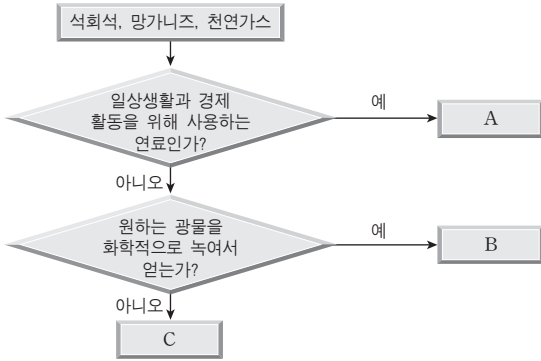 석회석, 망가니즈, 천연가스
일상생활과 경제
활동을 위해 사용하는
연료인가?
예
A
아니오
원하는 광물을
화학적으로 녹여서
얻는가?
예
B
아니오
C